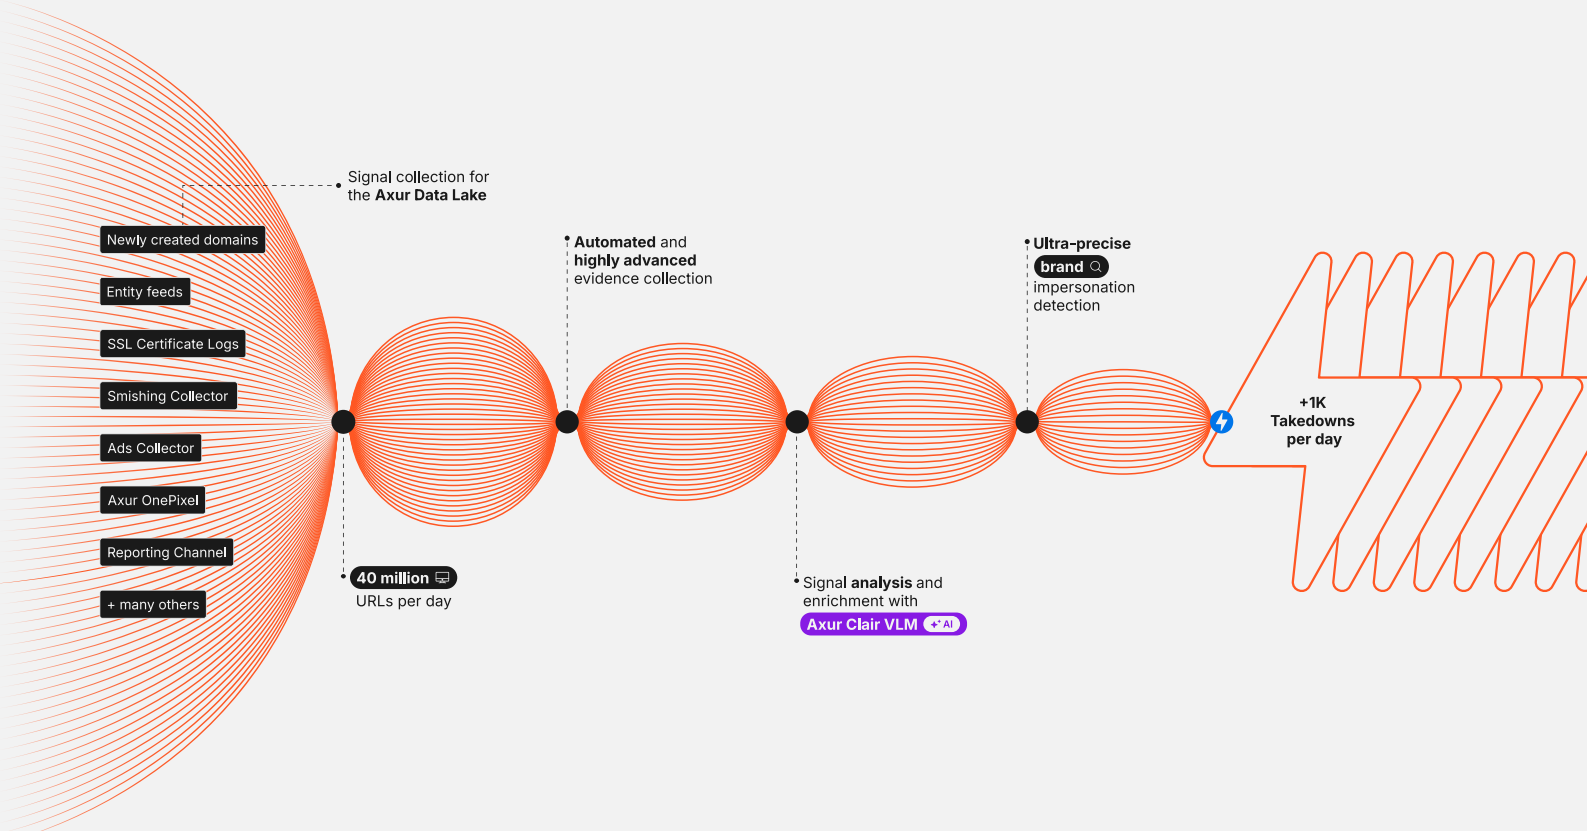 Signal collection for
the Axur Data Lake
Newly created domains
Entity feeds
SSL Certificate Logs
Smishing Collector
Ads Collector
Axur OnePixel
Reporting Channel
+ many others
40 million
URLs per day
Automated and
highly advanced
evidence collection
Signal analysis and
enrichment with
Axur Clair VLM AI
Ultra-precise
brand
impersonation
detection
+1K
Takedowns
per day